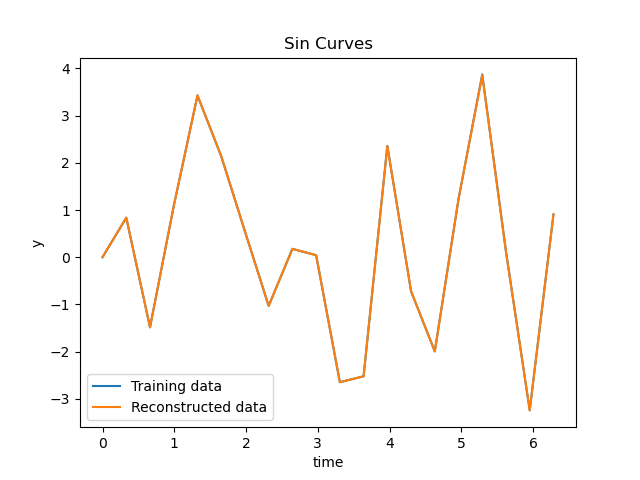 Sin Curves
4
3
2
1
0
−1
−2
−3
y
Training data
Reconstructed data
0 1 2 3 4 5 6
time